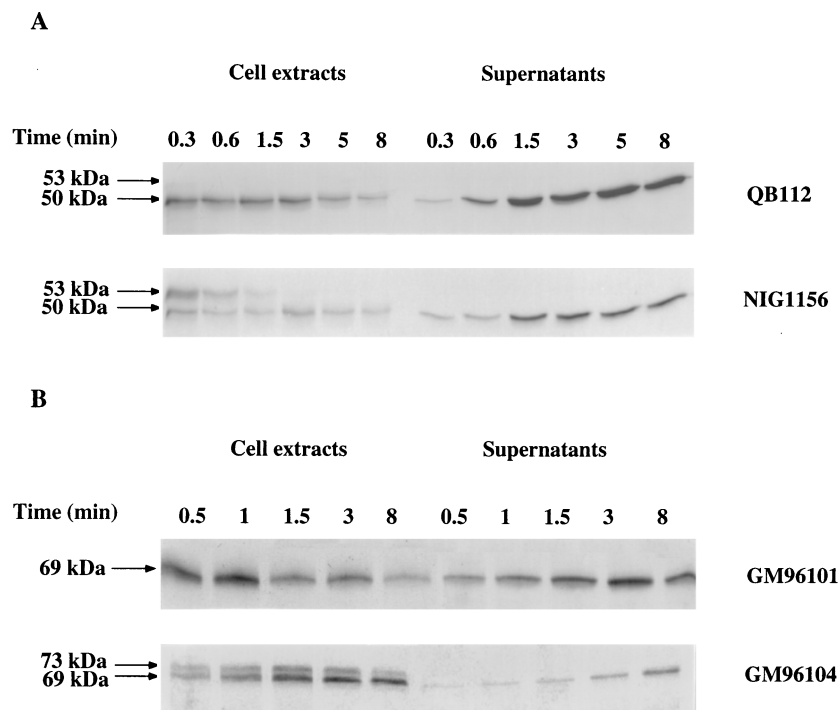 A
Cell extracts Supernatants
Time (min) 0.3 0.6 1.5 3 5 8 0.3 0.6 1.5 3 5 8
53 kDa
50 kDa
QB112
53 kDa
50 kDa
NIG1156
B
Cell extracts Supernatants
Time (min) 0.5 1 1.5 3 8 0.5 1 1.5 3 8
69 kDa
GM96101
73 kDa
69 kDa
GM96104